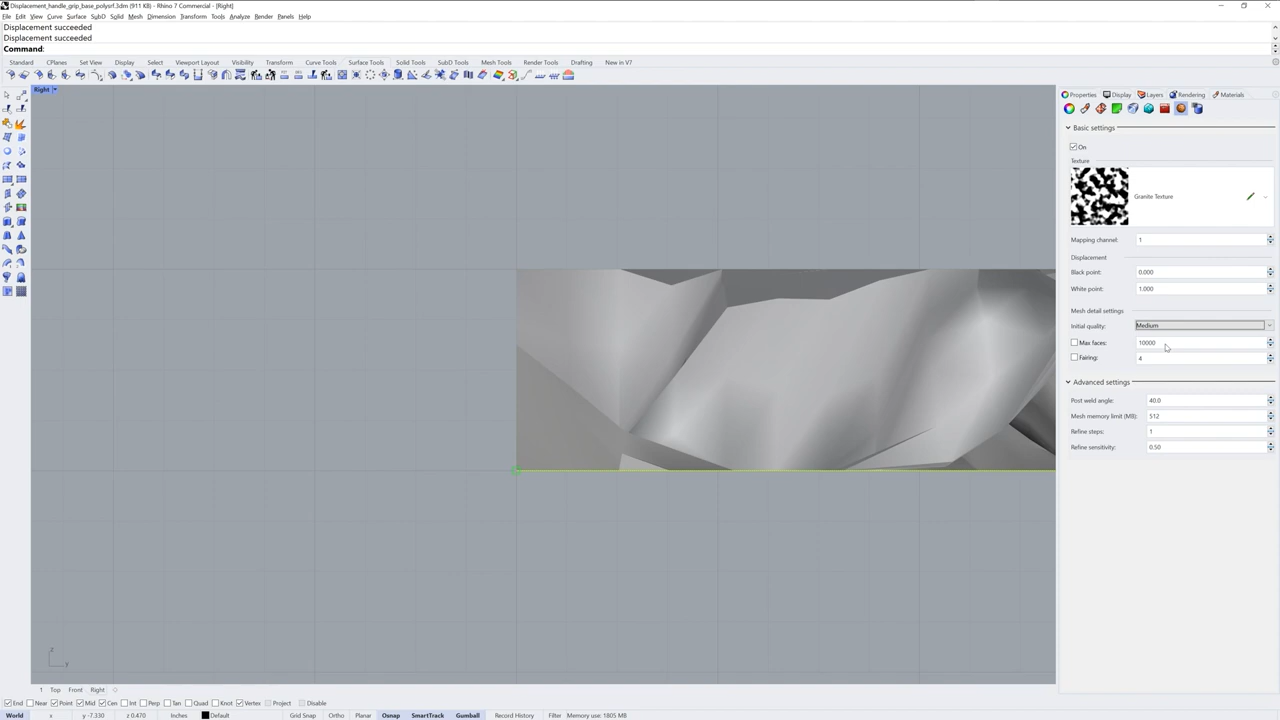 Displacement_handle_grip_base_polysrf.3dm (911 KB) - Rhino 7 Commercial - [Right]
File Edit View Curve Surface SubD Solid Mesh Dimension Transform Tools Analyze Render Panels Help
Displacement succeeded
Displacement succeeded
Command:
Standard CPlanes Set View Display Select Viewport Layout Visibility Transform Curve Tools Surface Tools Solid Tools SubD Tools Mesh Tools Render Tools Drafting New in V7
Right
Properties Display Layers Rendering Materials
Basic settings
On
Texture
Granite Texture
Mapping channel: 1
Displacement
Black point: 0.000
White point: 1.000
Mesh detail settings
Initial quality: Medium
Max faces: 10000
Fairing: 4
Advanced settings
Post weld angle: 40.0
Mesh memory limit (MB): 512
Refine steps: 1
Refine sensitivity: 0.50
z
y
1 Top Front Right
End Near Point Mid Cen Int Perp Tan Quad Knot Vertex Project Disable
World x y -7.330 z 0.470 Inches Default Grid Snap Ortho Planar Osnap SmartTrack Gumball Record History Filter Memory use: 1805 MB